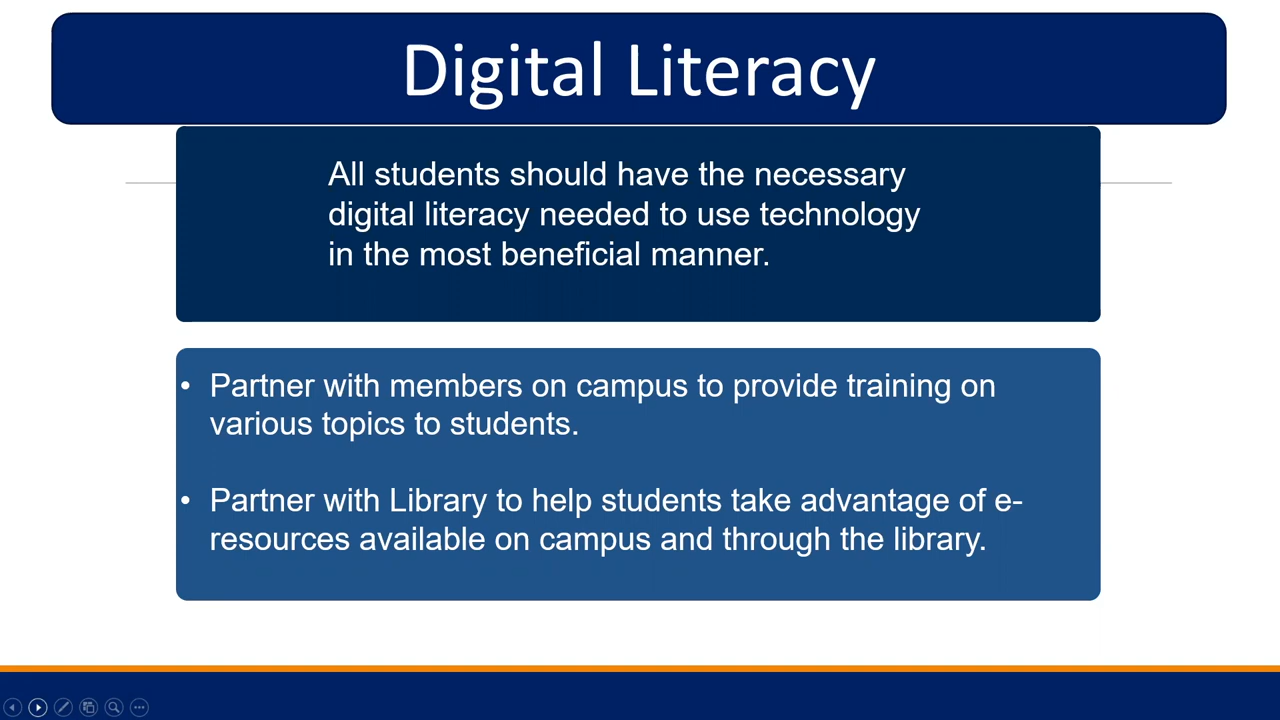 Digital Literacy
All students should have the necessary
digital literacy needed to use technology
in the most beneficial manner.
• Partner with members on campus to provide training on
various topics to students.
• Partner with Library to help students take advantage of e-
resources available on campus and through the library.